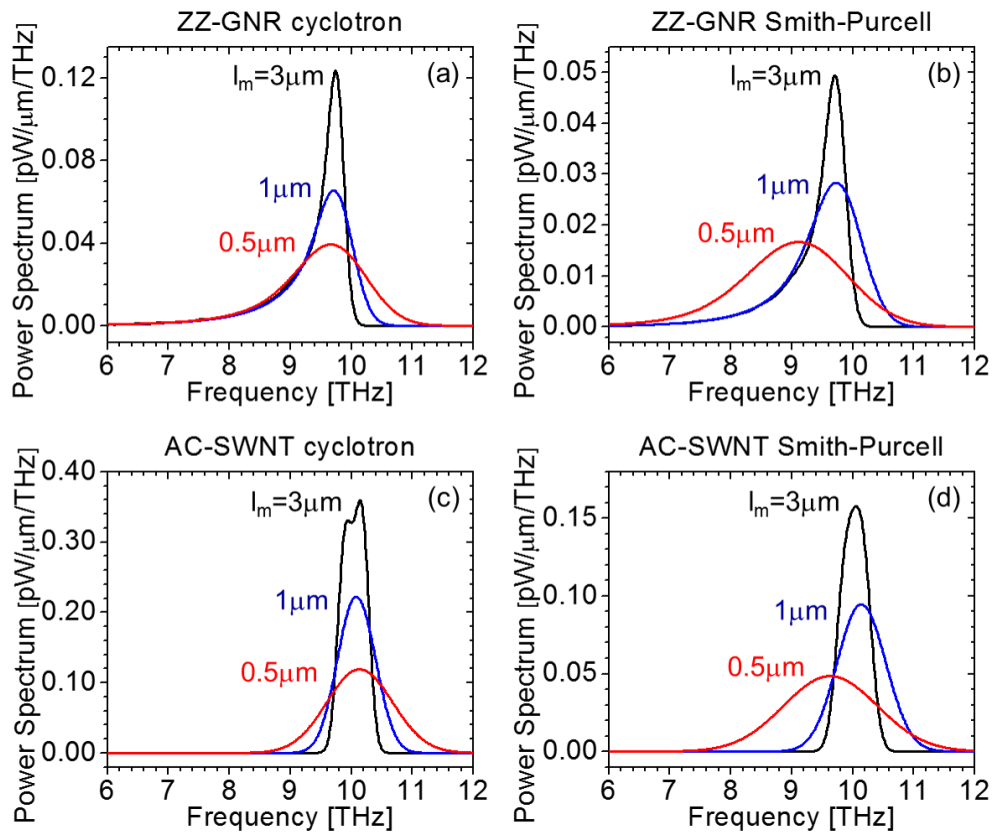 ZZ-GNR cyclotron
Power Spectrum [pW/μm/THz]
0.12
0.08
0.04
0.00
lₘ=3μm
(a)
1μm
0.5μm
6 7 8 9 10 11 12
Frequency [THz]
ZZ-GNR Smith-Purcell
Power Spectrum [pW/μm/THz]
0.05
0.04
0.03
0.02
0.01
0.00
lₘ=3μm
(b)
1μm
0.5μm
6 7 8 9 10 11 12
Frequency [THz]
AC-SWNT cyclotron
Power Spectrum [pW/μm/THz]
0.40
0.30
0.20
0.10
0.00
lₘ=3μm
(c)
1μm
0.5μm
6 7 8 9 10 11 12
Frequency [THz]
AC-SWNT Smith-Purcell
Power Spectrum [pW/μm/THz]
0.15
0.10
0.05
0.00
lₘ=3μm
(d)
1μm
0.5μm
6 7 8 9 10 11 12
Frequency [THz]